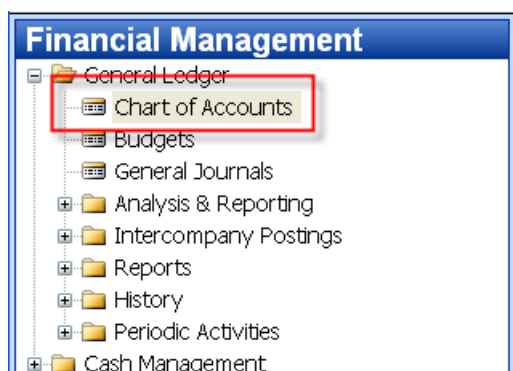 Financial Management
General Ledger
Chart of Accounts
Budgets
General Journals
Analysis & Reporting
Intercompany Postings
Reports
History
Periodic Activities
Cash Management